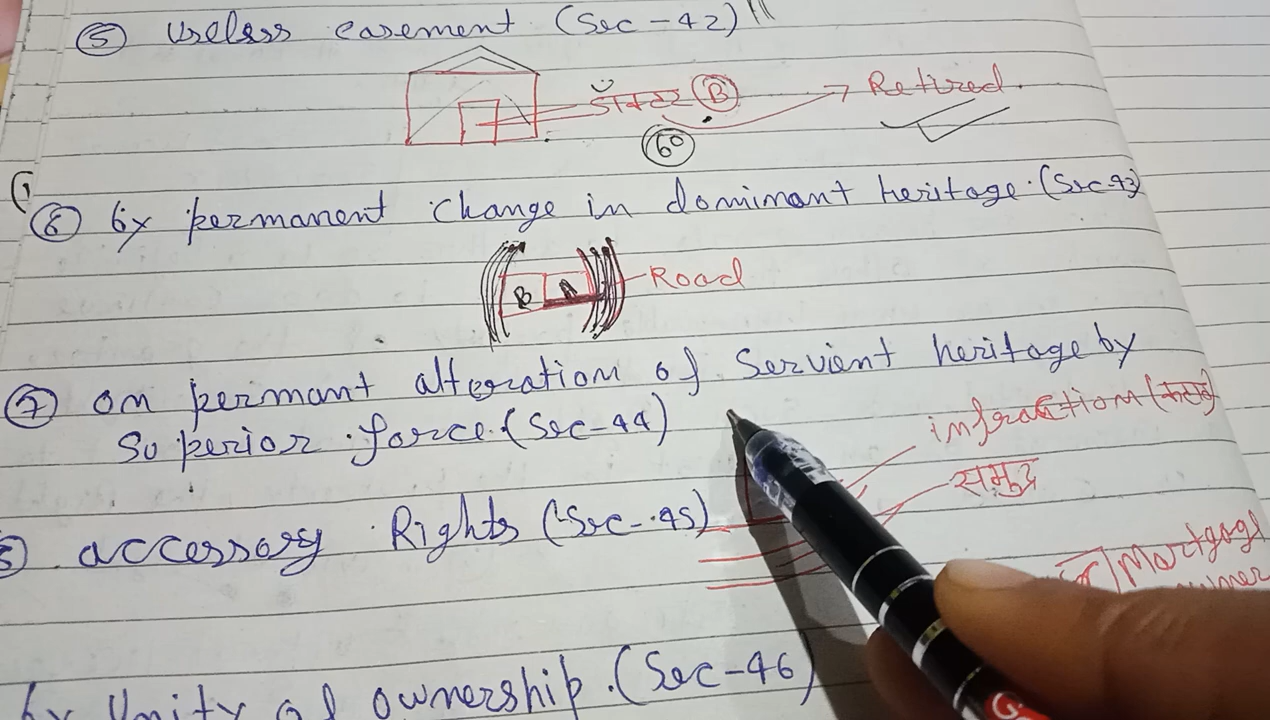 ⑤ Useless easement (Sec-42)
डॉक्टर Ⓑ → Retired.
60
⑥ by permanent change in dominant heritage. (Sec-43)
B A Road
⑦ on permant alteration of Servient heritage by
Superior force. (Sec-44)
infraction
समुद्र
accessory Rights (Sec-45)
Mortgage
by Unity of ownership. (Sec-46)